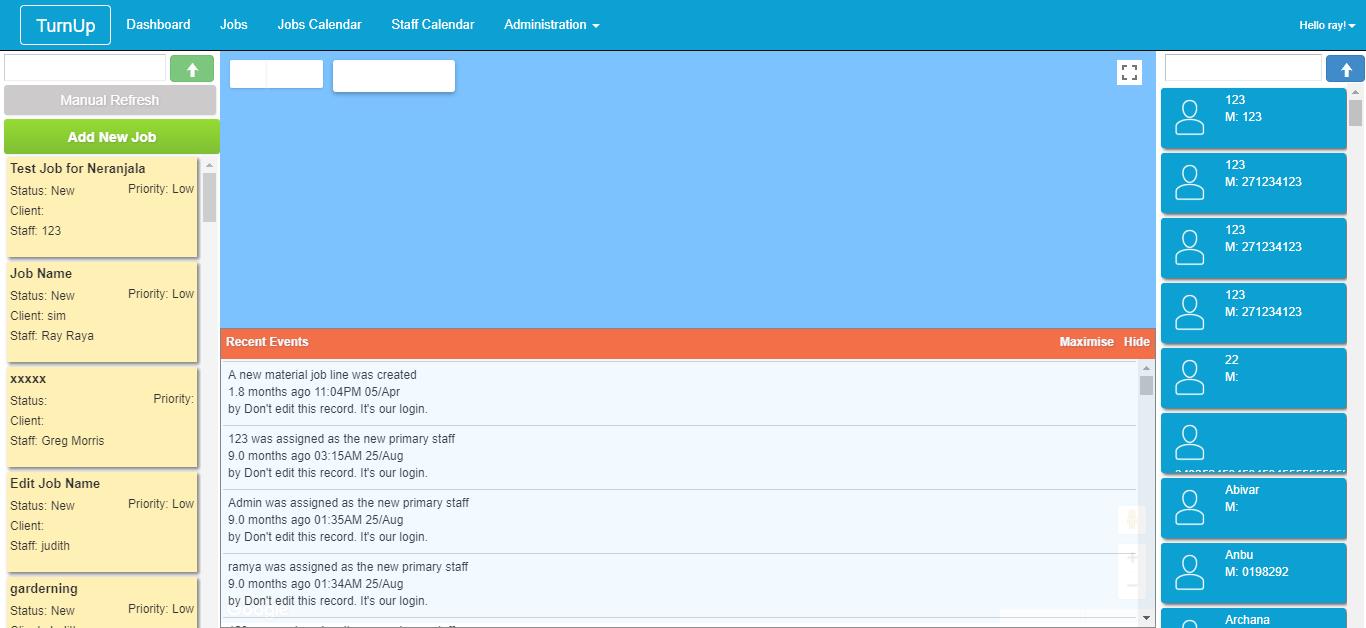 TurnUp Dashboard Jobs Jobs Calendar Staff Calendar Administration Hello ray!
Manual Refresh
Add New Job
Test Job for Neranjala
Status: New Priority: Low
Client:
Staff: 123
Job Name
Status: New Priority: Low
Client: sim
Staff: Ray Raya
xxxxx
Status: Priority:
Client:
Staff: Greg Morris
Edit Job Name
Status: New Priority: Low
Client:
Staff: judith
garderning
Status: New Priority: Low
Recent Events Maximise Hide
A new material job line was created
1.8 months ago 11:04PM 05/Apr
by Don't edit this record. It's our login.
123 was assigned as the new primary staff
9.0 months ago 03:15AM 25/Aug
by Don't edit this record. It's our login.
Admin was assigned as the new primary staff
9.0 months ago 01:35AM 25/Aug
by Don't edit this record. It's our login.
ramya was assigned as the new primary staff
9.0 months ago 01:34AM 25/Aug
by Don't edit this record. It's our login.
Google
123
M: 123
123
M: 271234123
123
M: 271234123
123
M: 271234123
22
M:
Abivar
M:
Anbu
M: 0198292
Archana